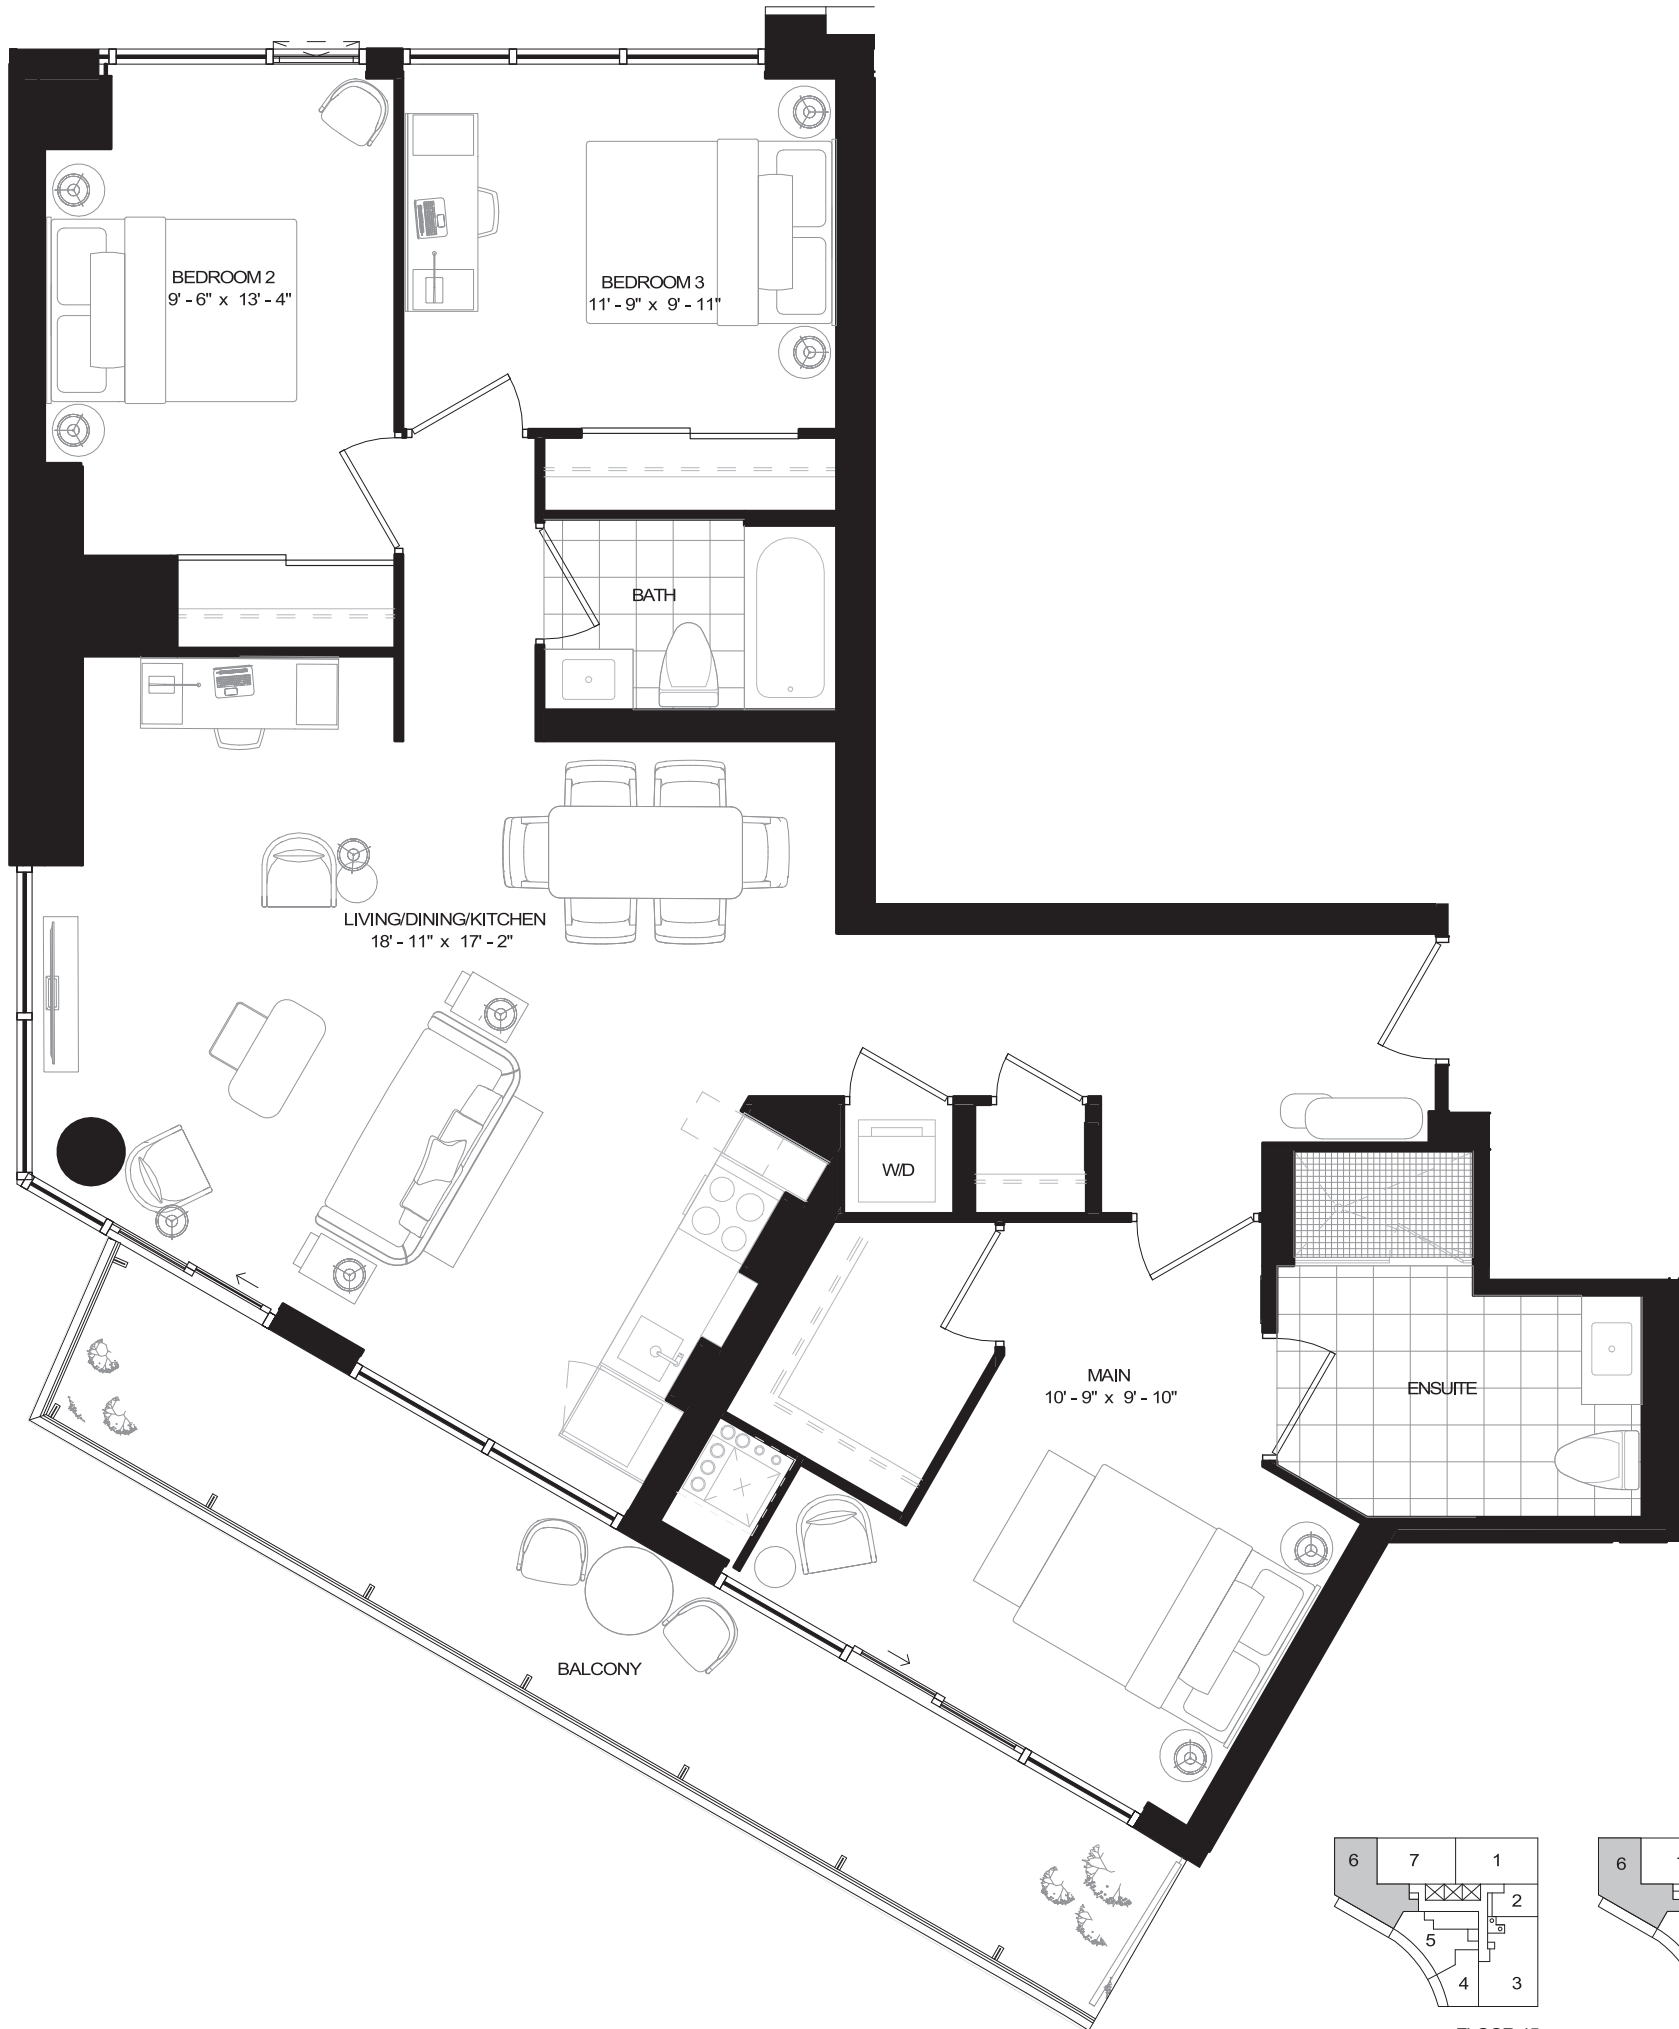 BEDROOM 2
9' - 6" x 13' - 4"
BEDROOM 3
11' - 9" x 9' - 11"
BATH
LIVING/DINING/KITCHEN
18' - 11" x 17' - 2"
W/D
MAIN
10' - 9" x 9' - 10"
ENSUITE
BALCONY
6 7 1
2
5
4 3
6